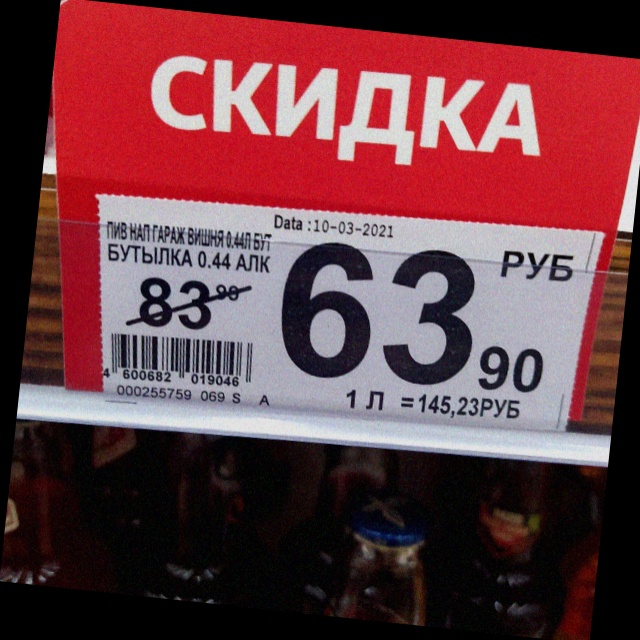 СКИДКА
Data :10-03-2021
ПИВ НАП ГАРАЖ ВИШНЯ 0.44Л БУТ
БУТЫЛКА 0.44 АЛК
83 90
63 90
РУБ
4 600682 019046
000255759 069 S A
1 Л =145,23РУБ